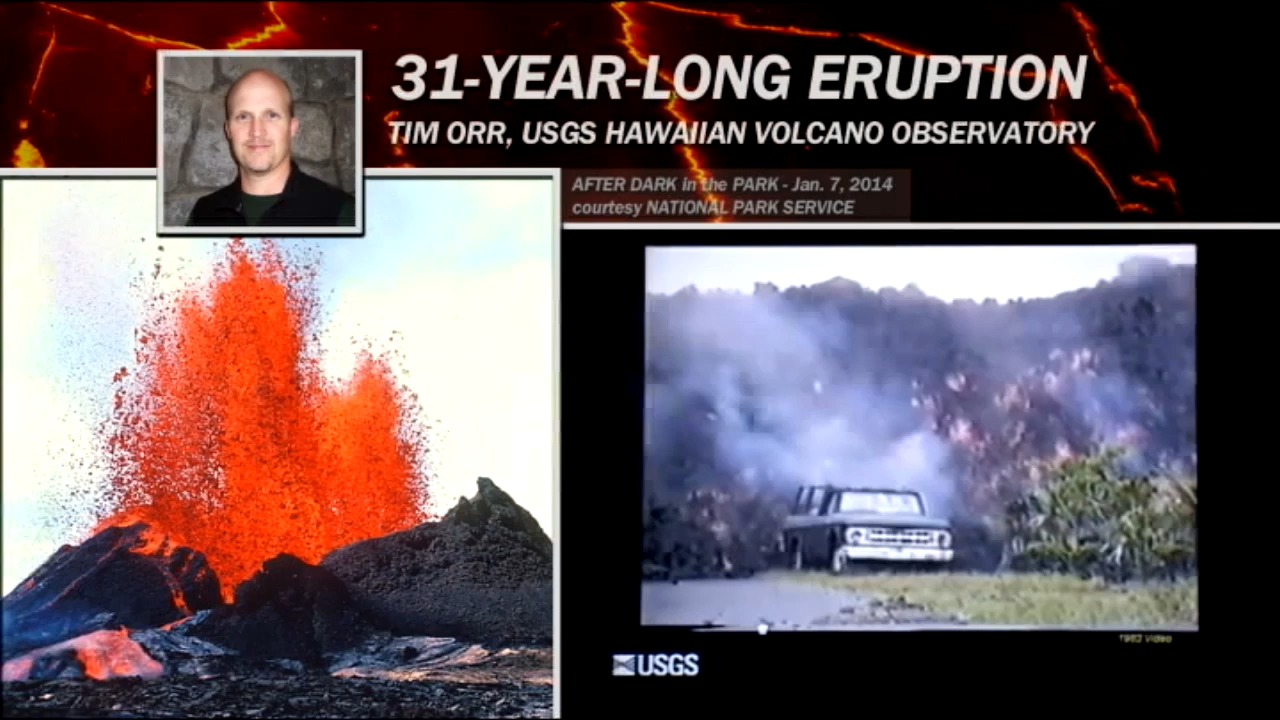 31-YEAR-LONG ERUPTION
TIM ORR, USGS HAWAIIAN VOLCANO OBSERVATORY
AFTER DARK in the PARK - Jan. 7, 2014
courtesy NATIONAL PARK SERVICE
1983 Video
USGS